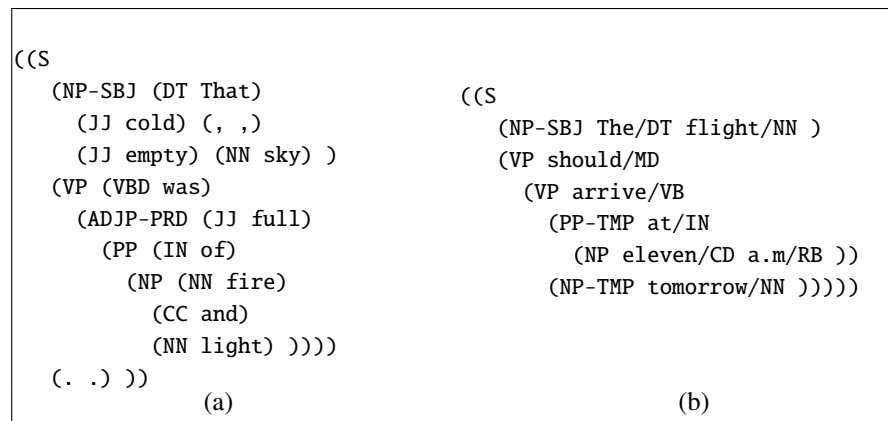 ((S
(NP-SBJ (DT That)
(JJ cold) (, ,)
(JJ empty) (NN sky) )
(VP (VBD was)
(ADJP-PRD (JJ full)
(PP (IN of)
(NP (NN fire)
(CC and)
(NN light) ))))
(. .) ))
(a)
((S
(NP-SBJ The/DT flight/NN )
(VP should/MD
(VP arrive/VB
(PP-TMP at/IN
(NP eleven/CD a.m/RB ))
(NP-TMP tomorrow/NN )))))
(b)